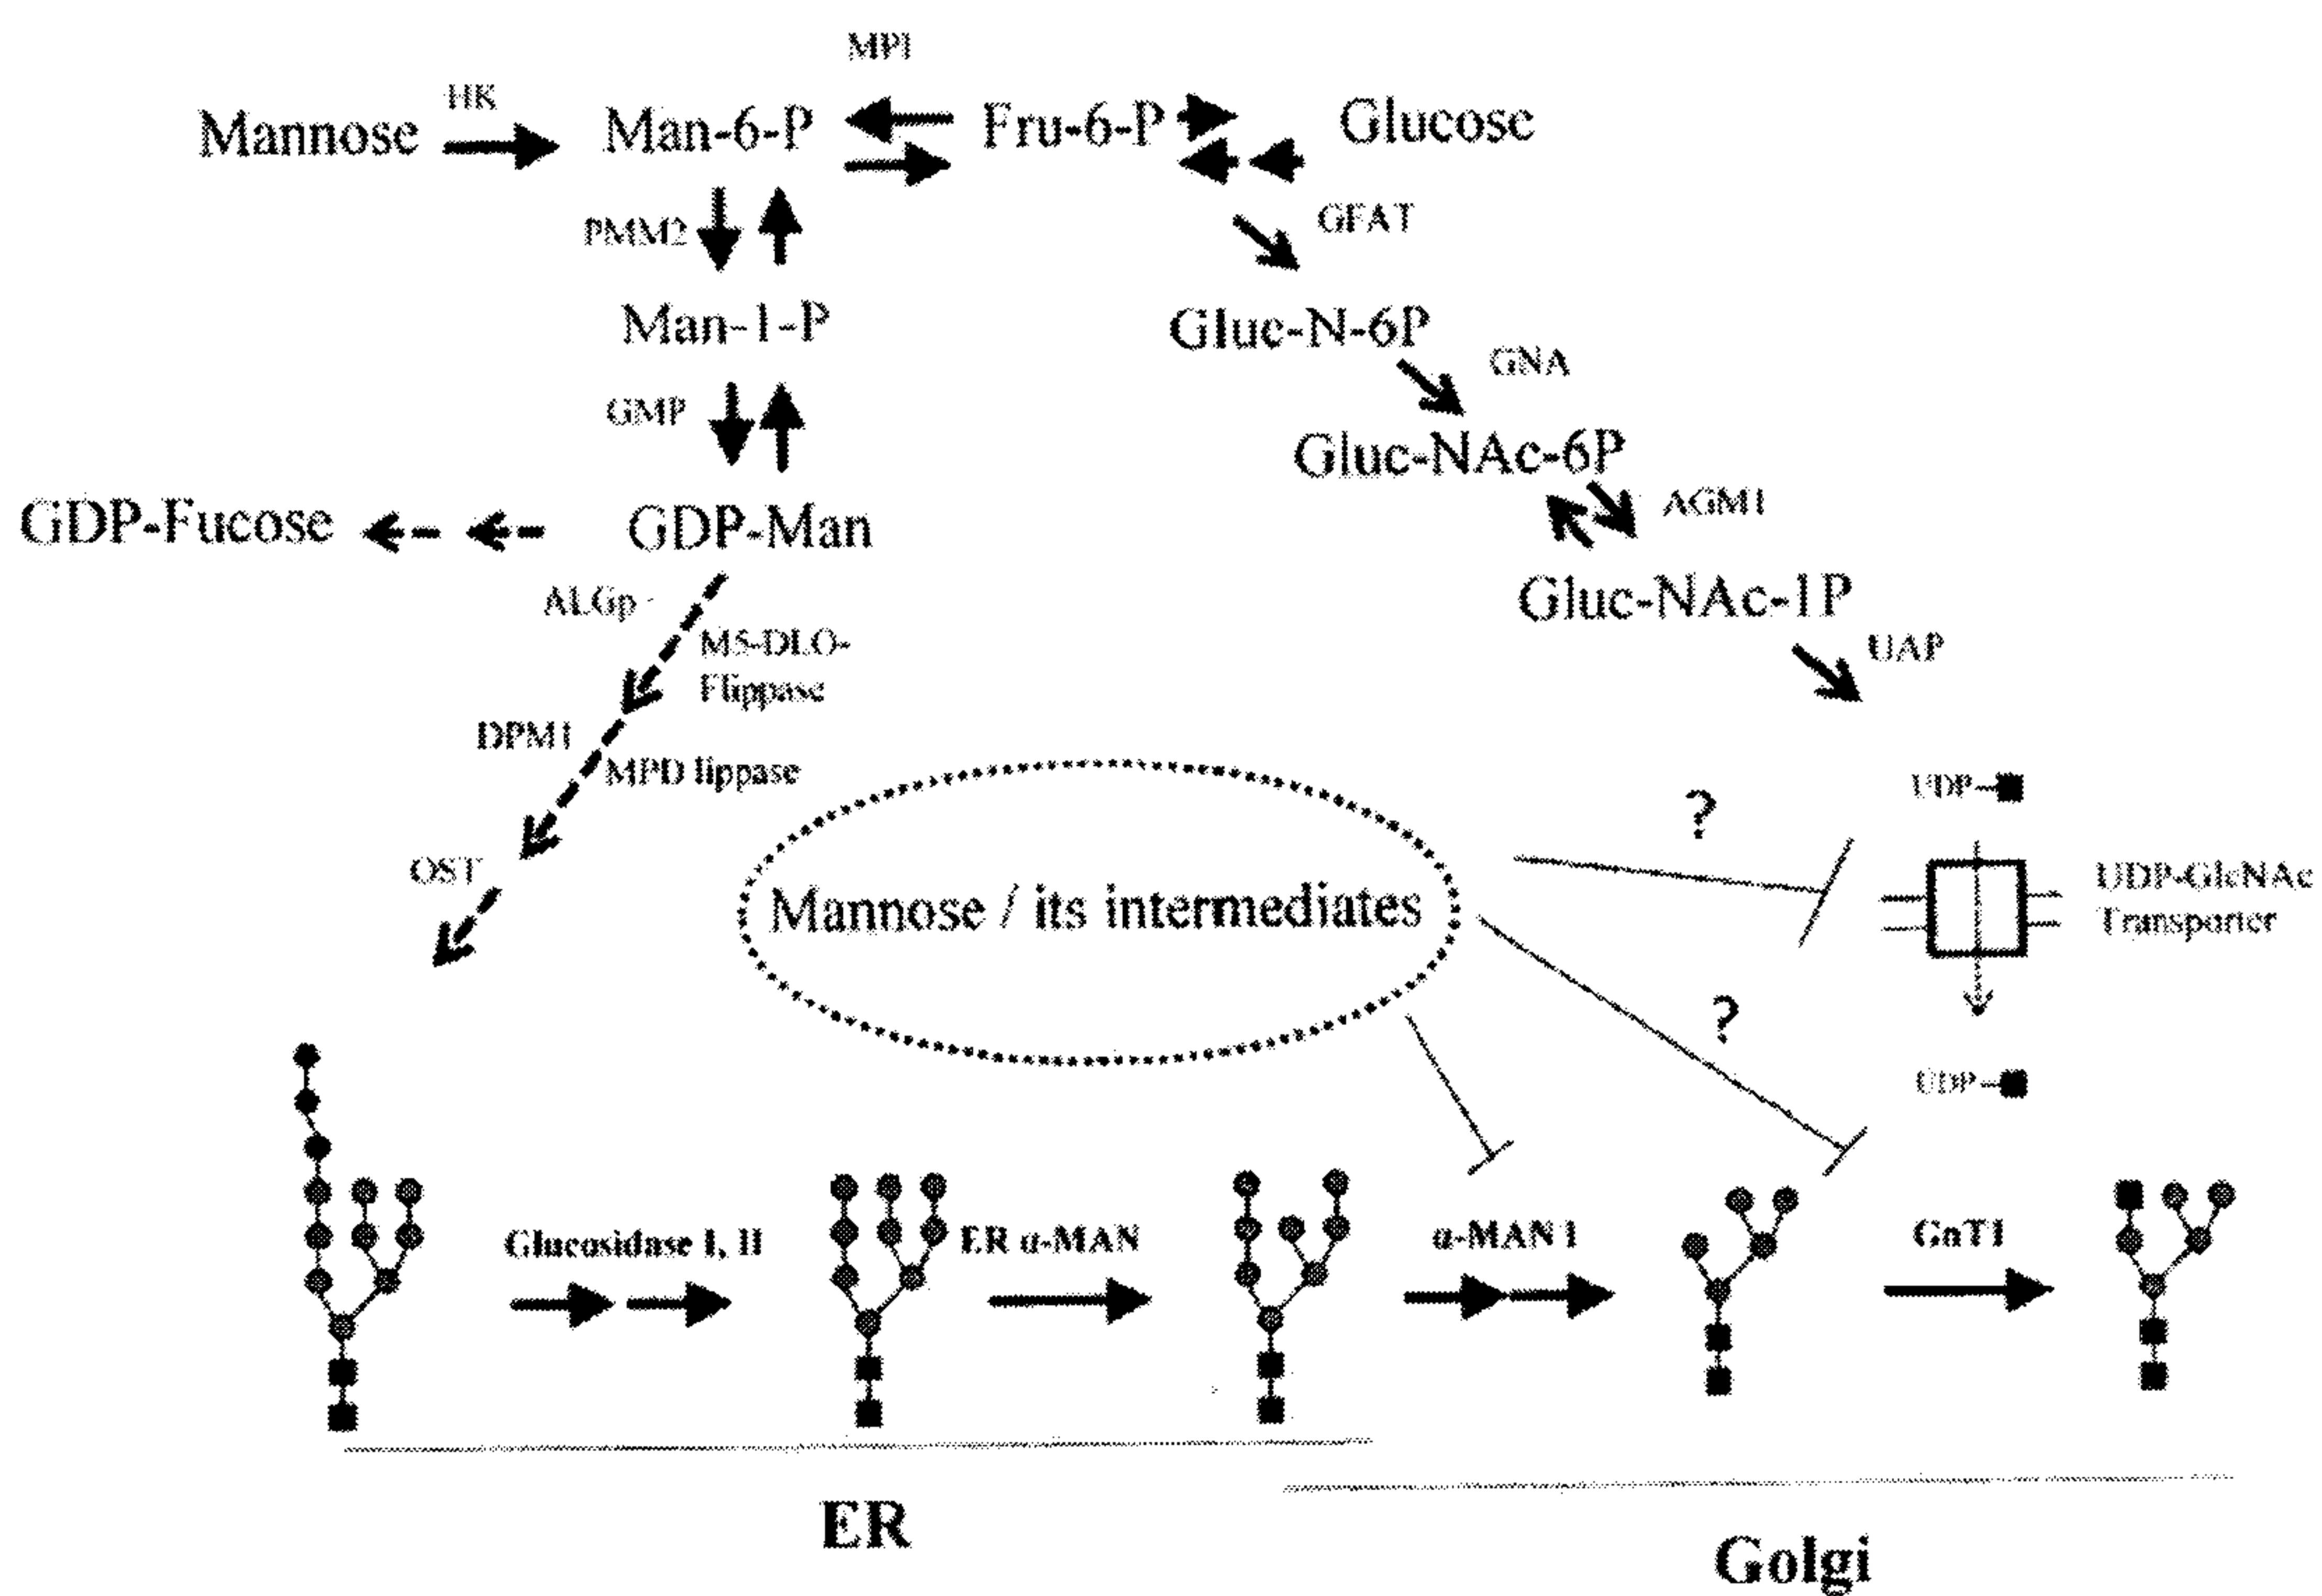 MPI
HK
Mannose
Man-6-P
Fru-6-P
Glucose
PMM2
GFAT
Man-1-P
Gluc-N-6P
GNA
GMP
Gluc-NAc-6P
AGM1
GDP-Fucose
GDP-Man
Gluc-NAc-1P
ALGp
M5-DLO-
Flippase
UAP
DPM1
MPD lippase
UDP
?
OST
Mannose / its intermediates
UDP-GlcNAc
Transporter
?
UDP
Glucosidase I, II
ER α-MAN
α-MAN I
GnT1
ER
Golgi